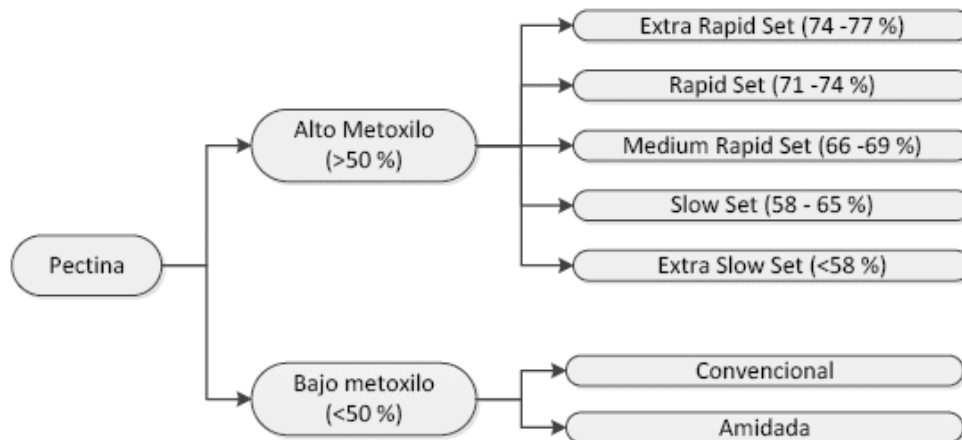 Extra Rapid Set (74 -77 %)
Rapid Set (71 -74 %)
Alto Metoxilo
(>50 %)
Medium Rapid Set (66 -69 %)
Slow Set (58 - 65 %)
Pectina
Extra Slow Set (<58 %)
Bajo metoxilo
(<50 %)
Convencional
Amidada